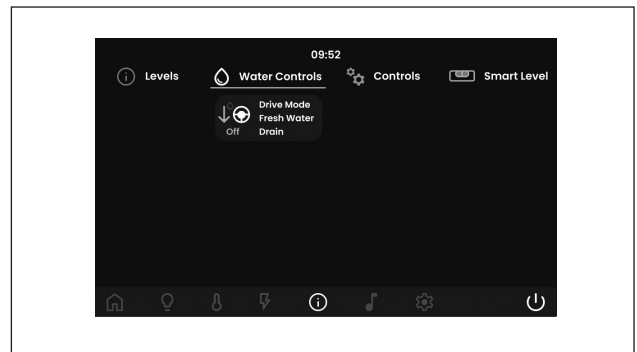 09:52
Levels
Water Controls
Controls
Smart Level
Drive Mode
Fresh Water
Off
Drain